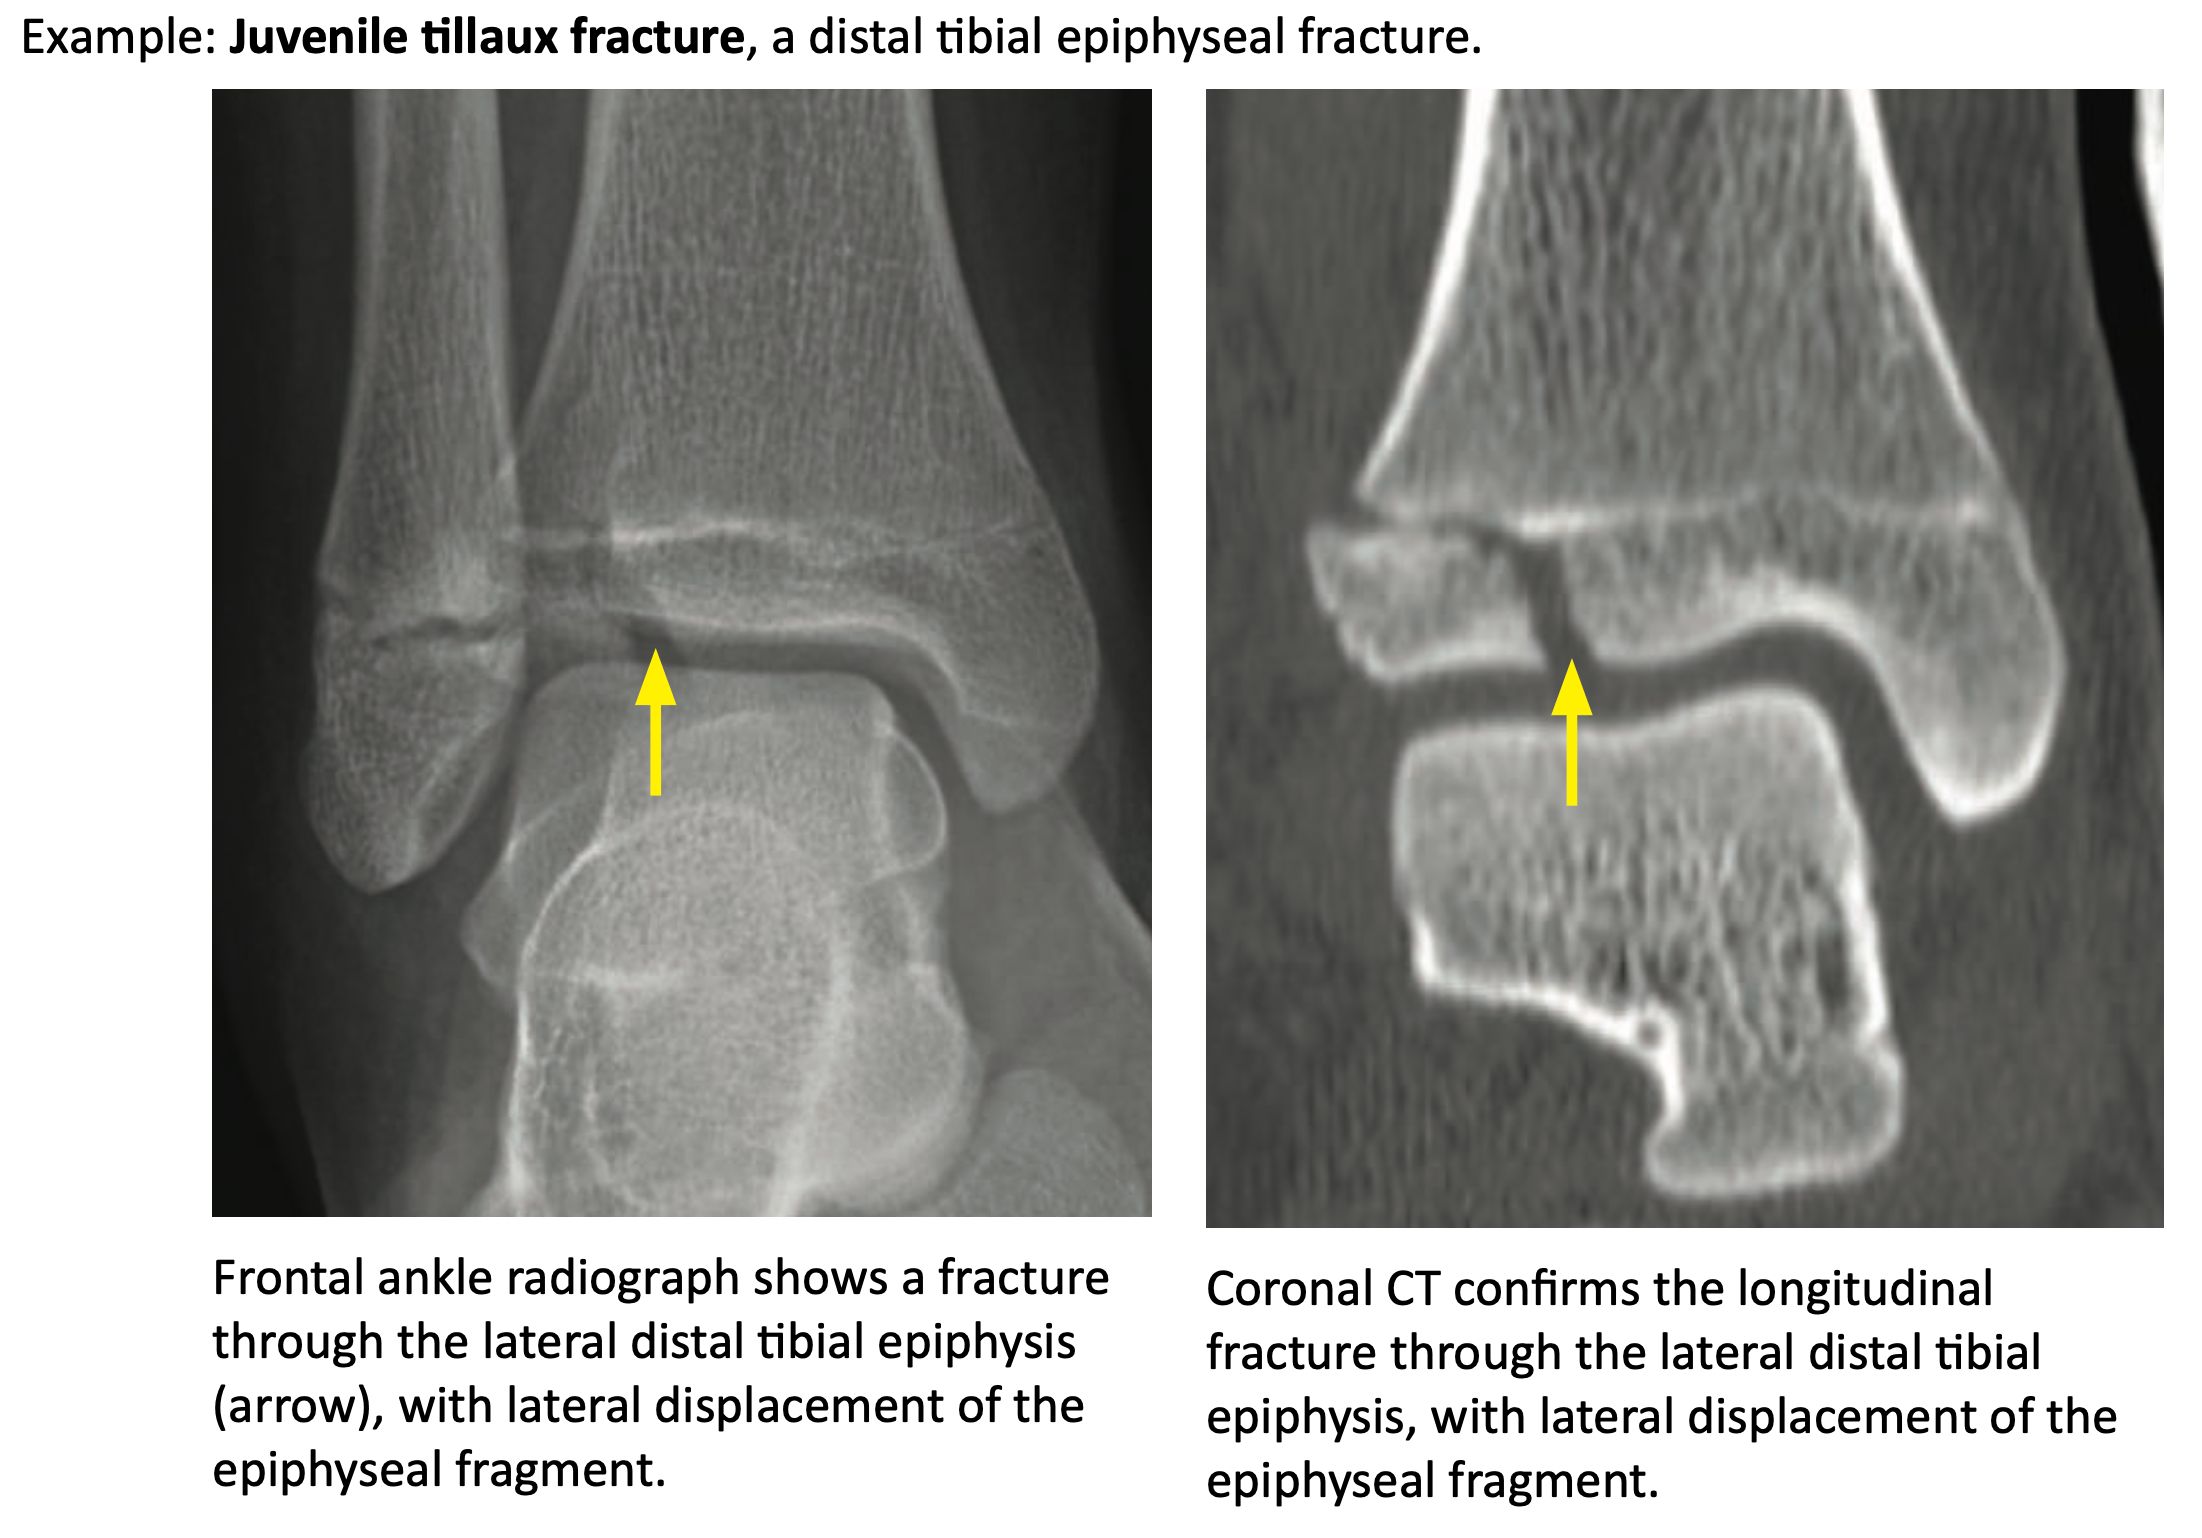 Example: Juvenile tillaux fracture, a distal tibial epiphyseal fracture.
Frontal ankle radiograph shows a fracture
through the lateral distal tibial epiphysis
(arrow), with lateral displacement of the
epiphyseal fragment.
Coronal CT confirms the longitudinal
fracture through the lateral distal tibial
epiphysis, with lateral displacement of the
epiphyseal fragment.